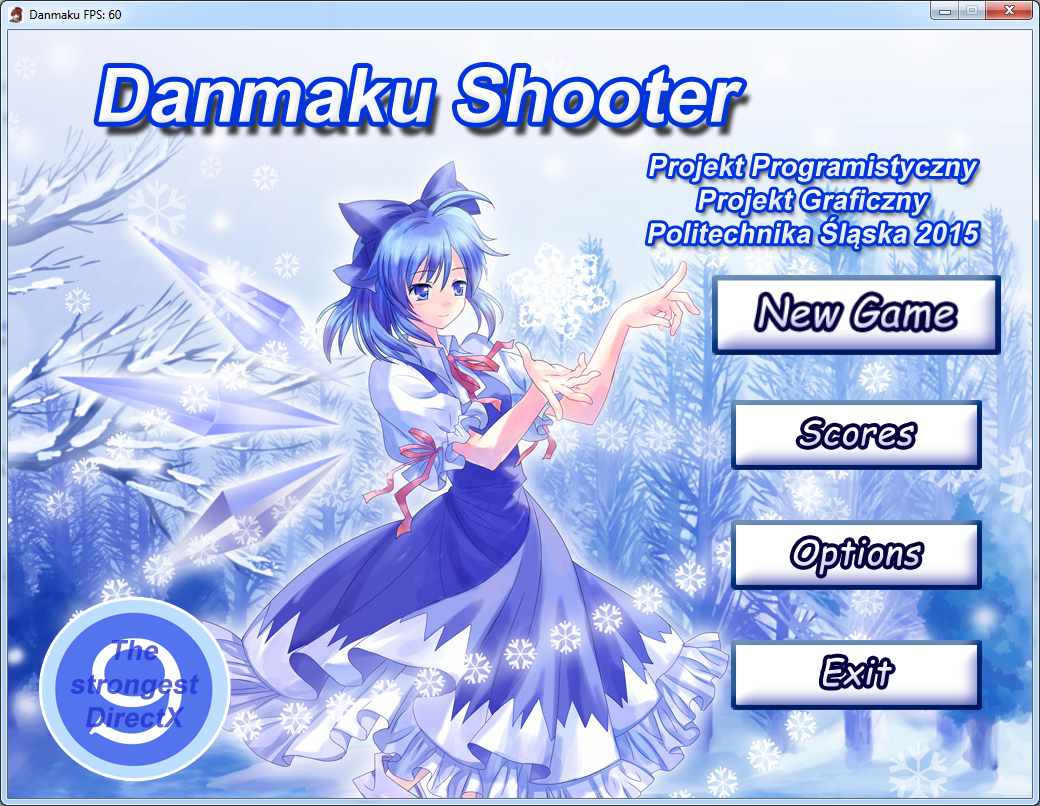 Danmaku FPS: 60
Danmaku Shooter
Projekt Programistyczny
Projekt Graficzny
Politechnika Śląska 2015
New Game
Scores
Options
Exit
9
The
strongest
DirectX